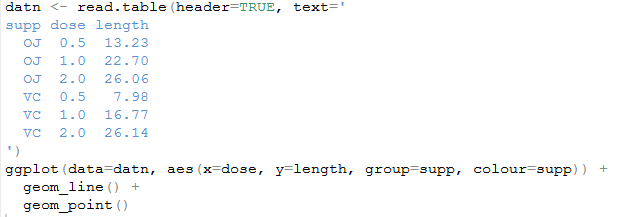 datn <- read.table(header=TRUE, text='
supp dose length
  OJ  0.5  13.23
  OJ  1.0  22.70
  OJ  2.0  26.06
  VC  0.5   7.98
  VC  1.0  16.77
  VC  2.0  26.14
')
ggplot(data=datn, aes(x=dose, y=length, group=supp, colour=supp)) +
  geom_line() +
  geom_point()